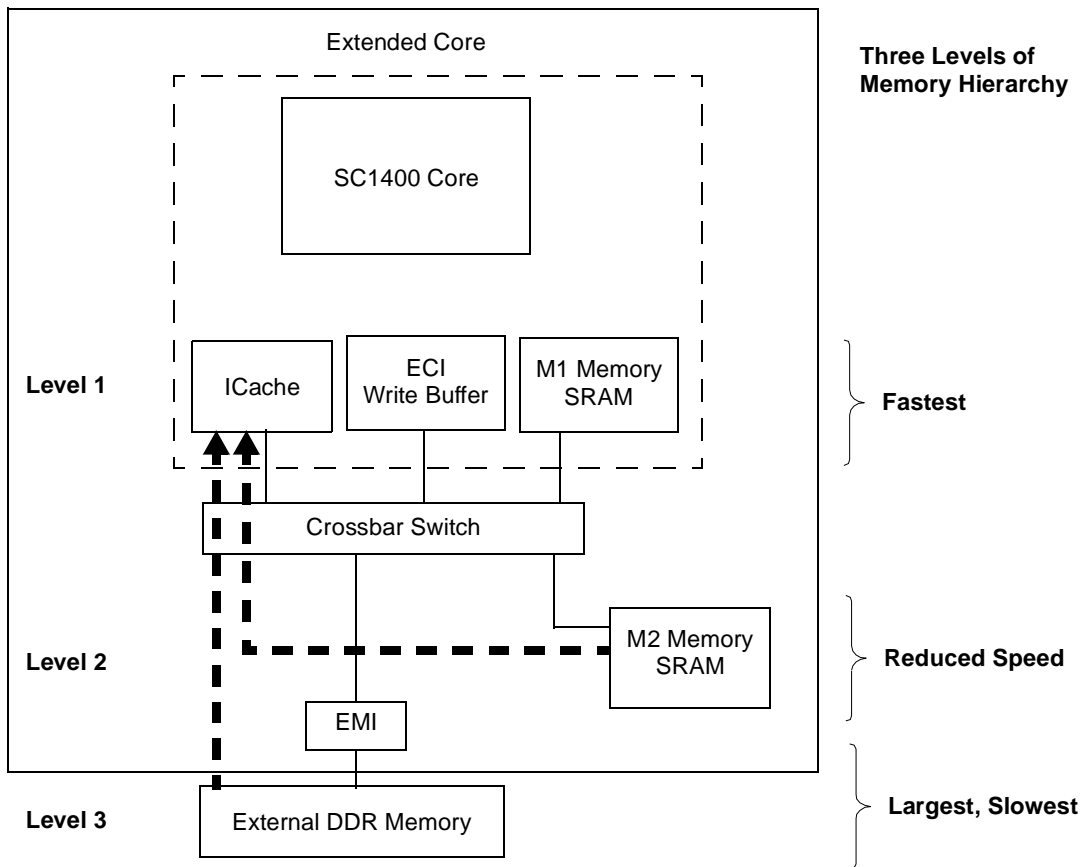 Extended Core
Three Levels of
Memory Hierarchy
SC1400 Core
Level 1
ICache
ECI
Write Buffer
M1 Memory
SRAM
Fastest
Crossbar Switch
Level 2
M2 Memory
SRAM
Reduced Speed
EMI
Level 3
External DDR Memory
Largest, Slowest